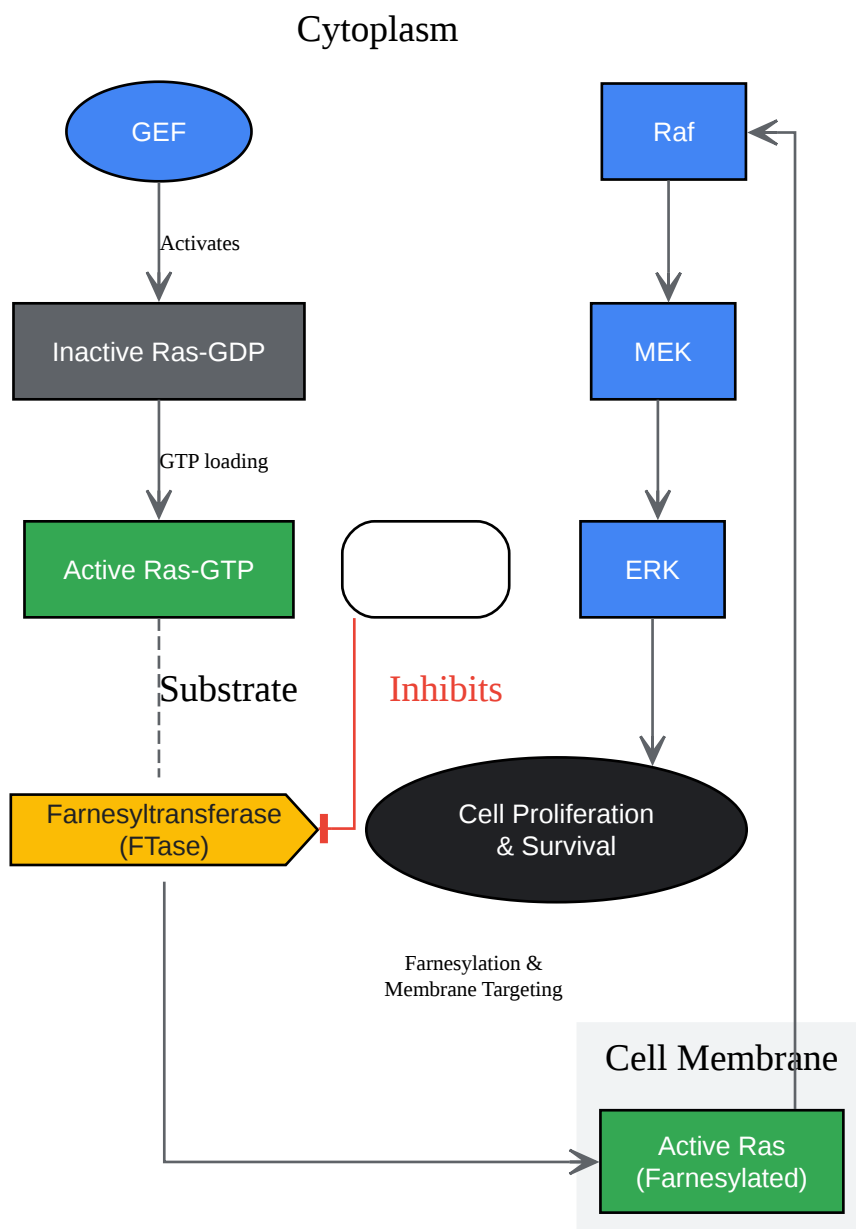 Cytoplasm
GEF
Raf
Activates
Inactive Ras-GDP
MEK
GTP loading
Active Ras-GTP
ERK
Substrate
Inhibits
Farnesyltransferase
(FTase)
Cell Proliferation
& Survival
Farnesylation &
Membrane Targeting
Cell Membrane
Active Ras
(Farnesylated)